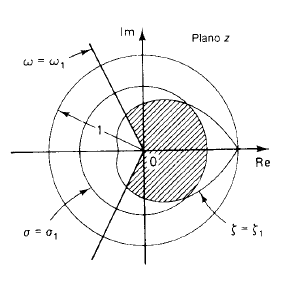 Im
Plano z
ω = ω₁
1
0
Re
σ = σ₁
ζ = ζ₁